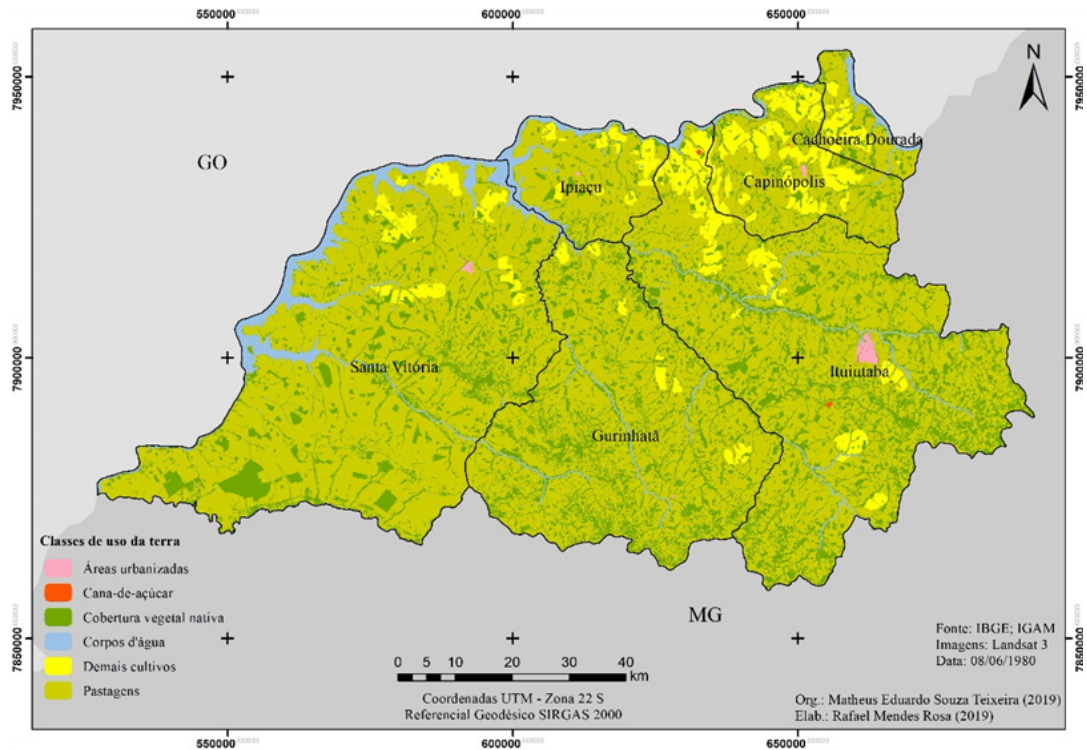 550000 600000 650000
7950000 7950000
N
GO
Cachoeira Dourada
Ipiaçu
Capinópolis
7900000 7900000
Santa Vitória
Ituiutaba
Gurinhatã
Classes de uso da terra
Áreas urbanizadas
Cana-de-açúcar
Cobertura vegetal nativa
Corpos d'água
Demais cultivos
Pastagens
MG
7850000 7850000
Fonte: IBGE; IGAM
Imagens: Landsat 3
Data: 08/06/1980
0 5 10 20 30 40
km
Coordenadas UTM - Zona 22 S
Referencial Geodésico SIRGAS 2000
Org.: Matheus Eduardo Souza Teixeira (2019)
Elab.: Rafael Mendes Rosa (2019)
550000 600000 650000